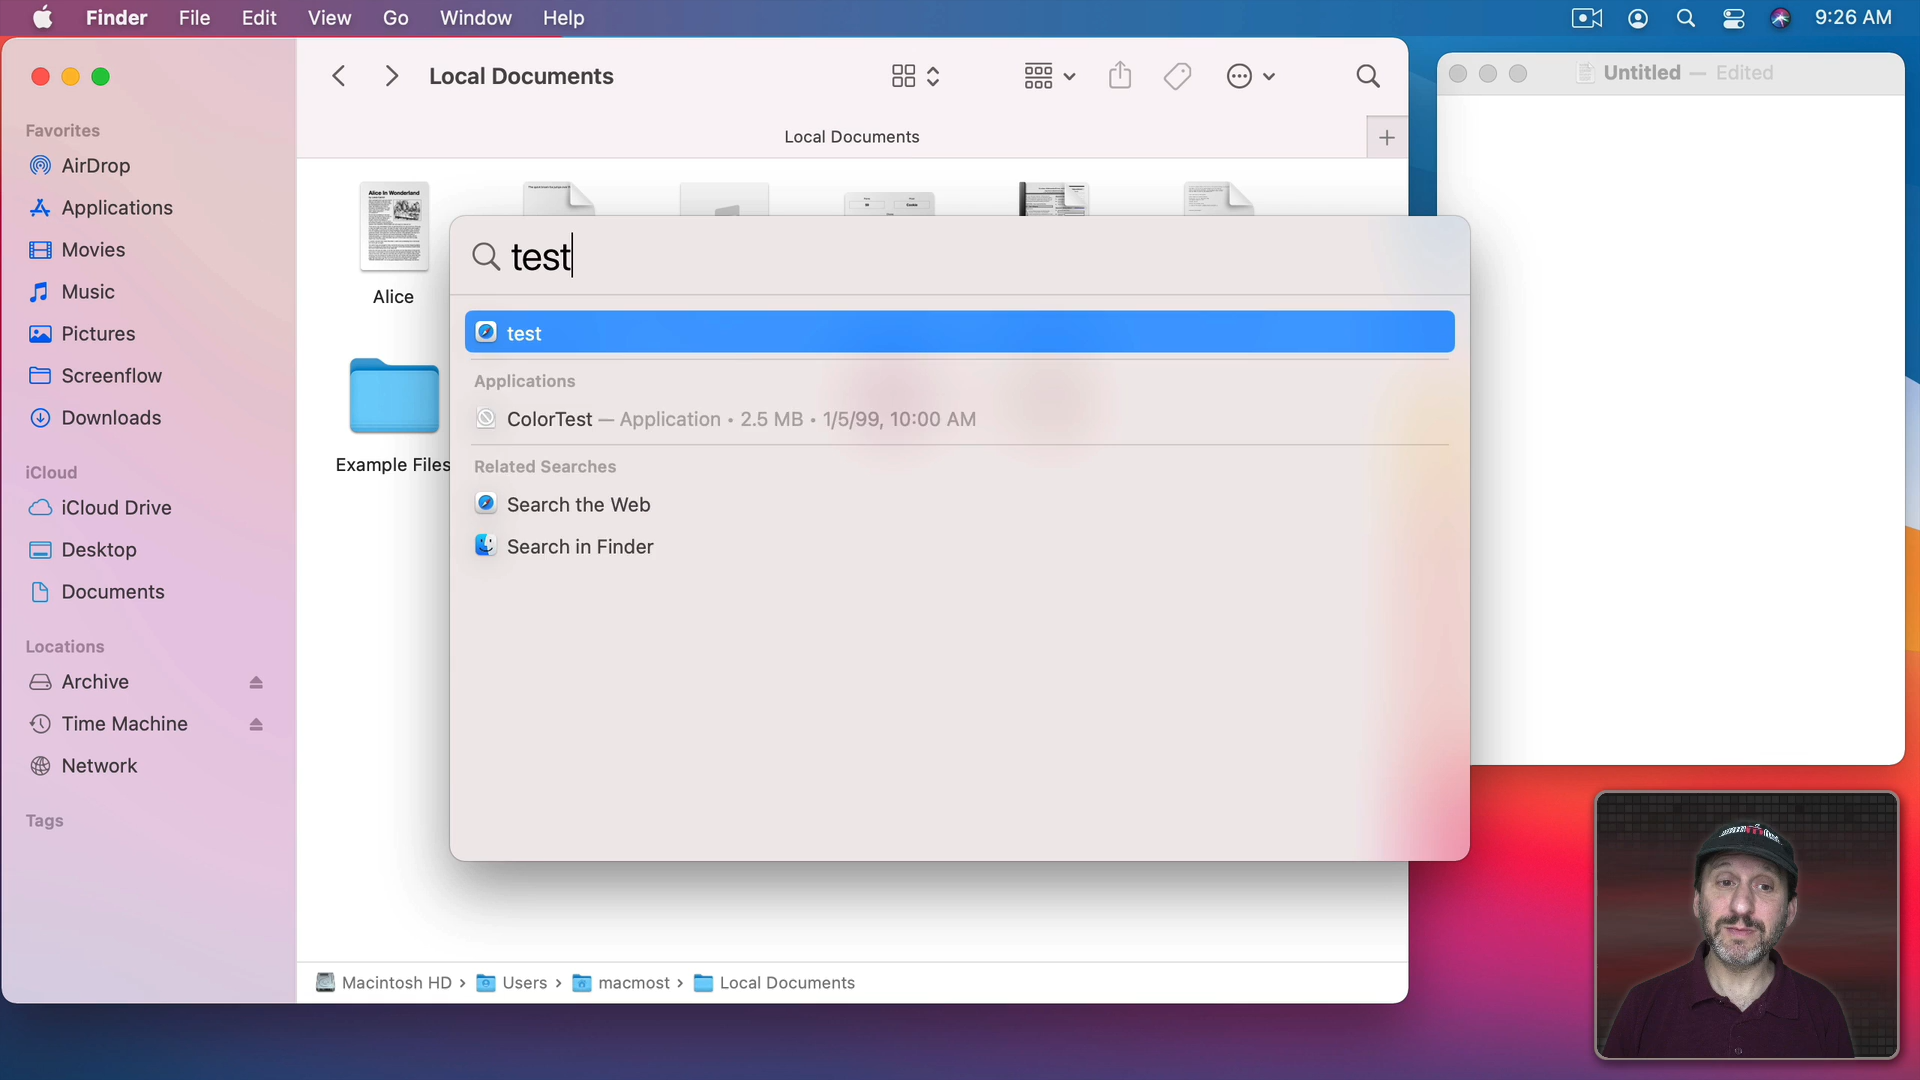 Finder File Edit View Go Window Help 9:26 AM
Local Documents
Untitled — Edited
Local Documents
Favorites
AirDrop
Applications
Movies
Music
Pictures
Screenflow
Downloads
iCloud
iCloud Drive
Desktop
Documents
Locations
Archive
Time Machine
Network
Tags
Alice In Wonderland
Alice
Example Files
test
test
Applications
ColorTest — Application • 2.5 MB • 1/5/99, 10:00 AM
Related Searches
Search the Web
Search in Finder
Macintosh HD › Users › macmost › Local Documents